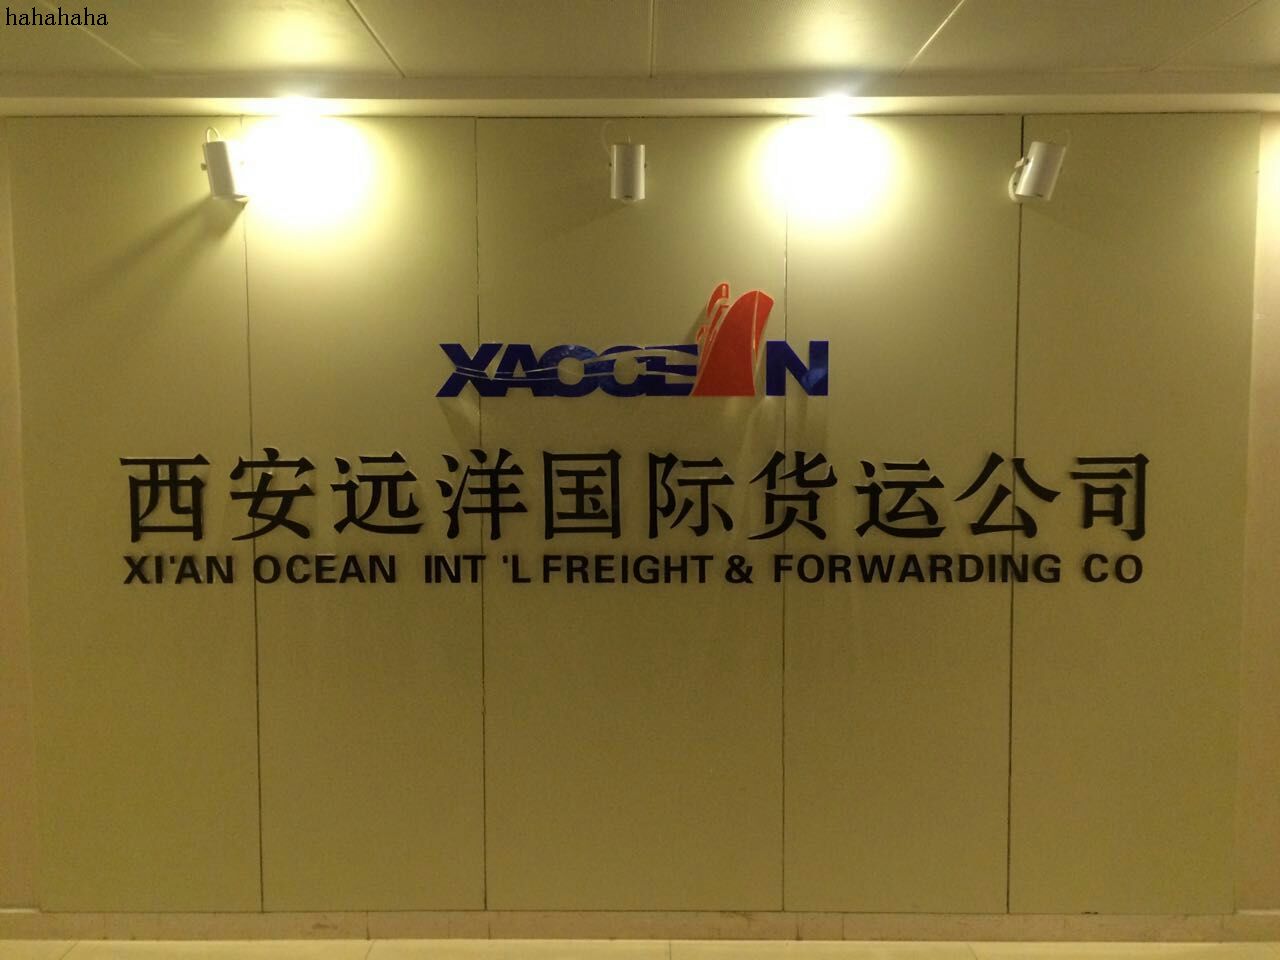 hahahaha
XAOCEAN
西安远洋国际货运公司
XI'AN OCEAN INT 'L FREIGHT & FORWARDING CO